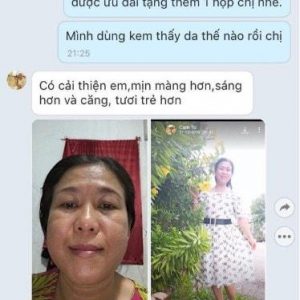 được ưu đãi tặng thêm 1 hộp chị nhé.
Mình dùng kem thấy da thế nào rồi chị
21:25
Có cải thiện em,mịn màng hơn,sáng
hơn và căng, tươi trẻ hơn